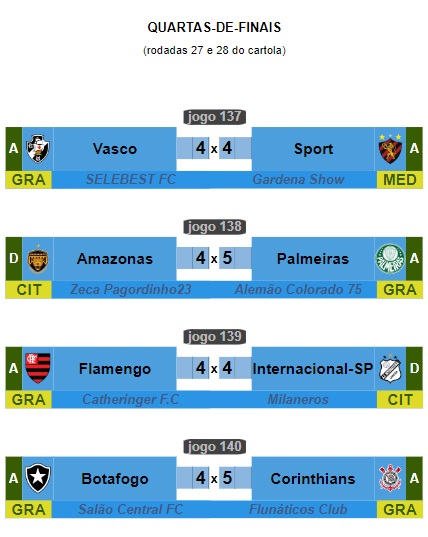 QUARTAS-DE-FINAIS
(rodadas 27 e 28 do cartola)
jogo 137
A Vasco 4 x 4 Sport A
GRA SELEBEST FC Gardena Show MED
jogo 138
D Amazonas 4 x 5 Palmeiras A
CIT Zeca Pagordinho23 Alemão Colorado 75 GRA
jogo 139
A Flamengo 4 x 4 Internacional-SP D
GRA Catheringer F.C Milaneros CIT
jogo 140
A Botafogo 4 x 5 Corinthians A
GRA Salão Central FC Flunáticos Club GRA